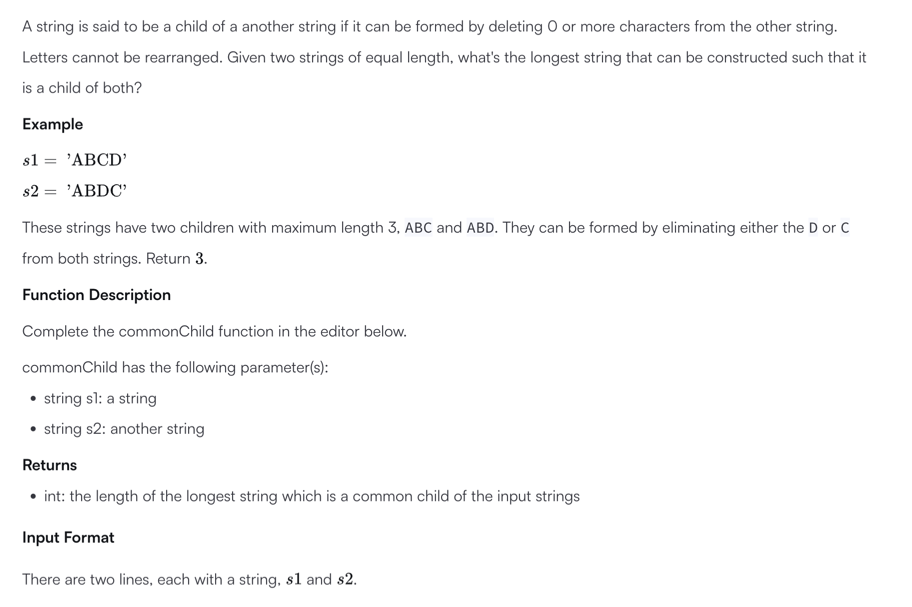 A string is said to be a child of a another string if it can be formed by deleting 0 or more characters from the other string.
Letters cannot be rearranged. Given two strings of equal length, what's the longest string that can be constructed such that it
is a child of both?
Example
s1 = 'ABCD'
s2 = 'ABDC'
These strings have two children with maximum length 3, ABC and ABD. They can be formed by eliminating either the D or C
from both strings. Return 3.
Function Description
Complete the commonChild function in the editor below.
commonChild has the following parameter(s):
• string s1: a string
• string s2: another string
Returns
• int: the length of the longest string which is a common child of the input strings
Input Format
There are two lines, each with a string, s1 and s2.